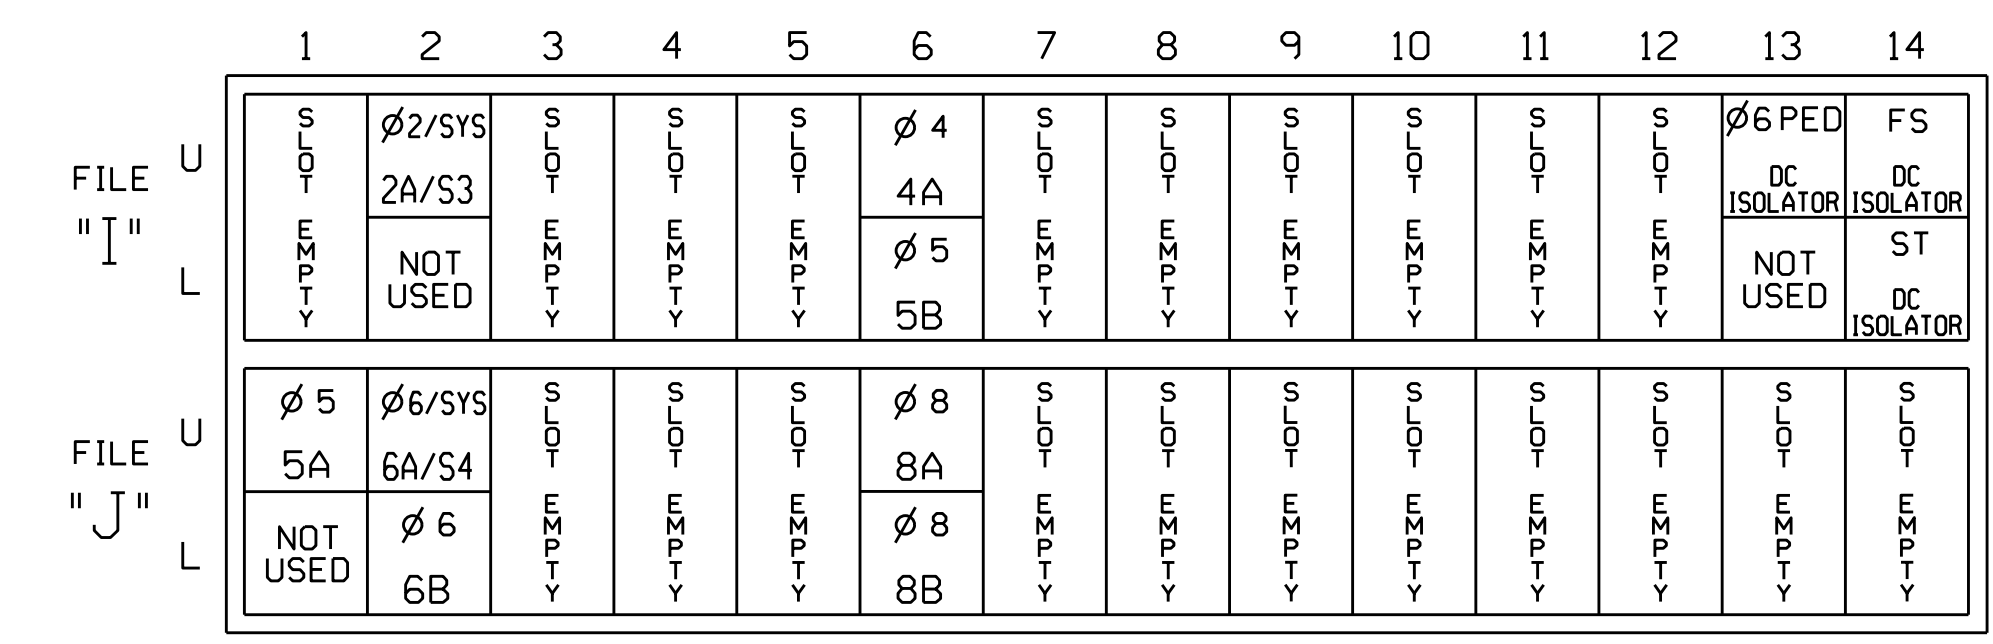 1 2 3 4 5 6 7 8 9 10 11 12 13 14
FILE "I"
U
L
SLOT EMPTY
Ø2/SYS
2A/S3
NOT
USED
SLOT EMPTY
SLOT EMPTY
SLOT EMPTY
Ø 4
4A
Ø 5
5B
SLOT EMPTY
SLOT EMPTY
SLOT EMPTY
SLOT EMPTY
SLOT EMPTY
SLOT EMPTY
Ø6 PED
DC
ISOLATOR
NOT
USED
FS
DC
ISOLATOR
ST
DC
ISOLATOR
FILE "J"
U
L
Ø 5
5A
NOT
USED
Ø6/SYS
6A/S4
Ø 6
6B
SLOT EMPTY
SLOT EMPTY
SLOT EMPTY
Ø 8
8A
Ø 8
8B
SLOT EMPTY
SLOT EMPTY
SLOT EMPTY
SLOT EMPTY
SLOT EMPTY
SLOT EMPTY
SLOT EMPTY
SLOT EMPTY